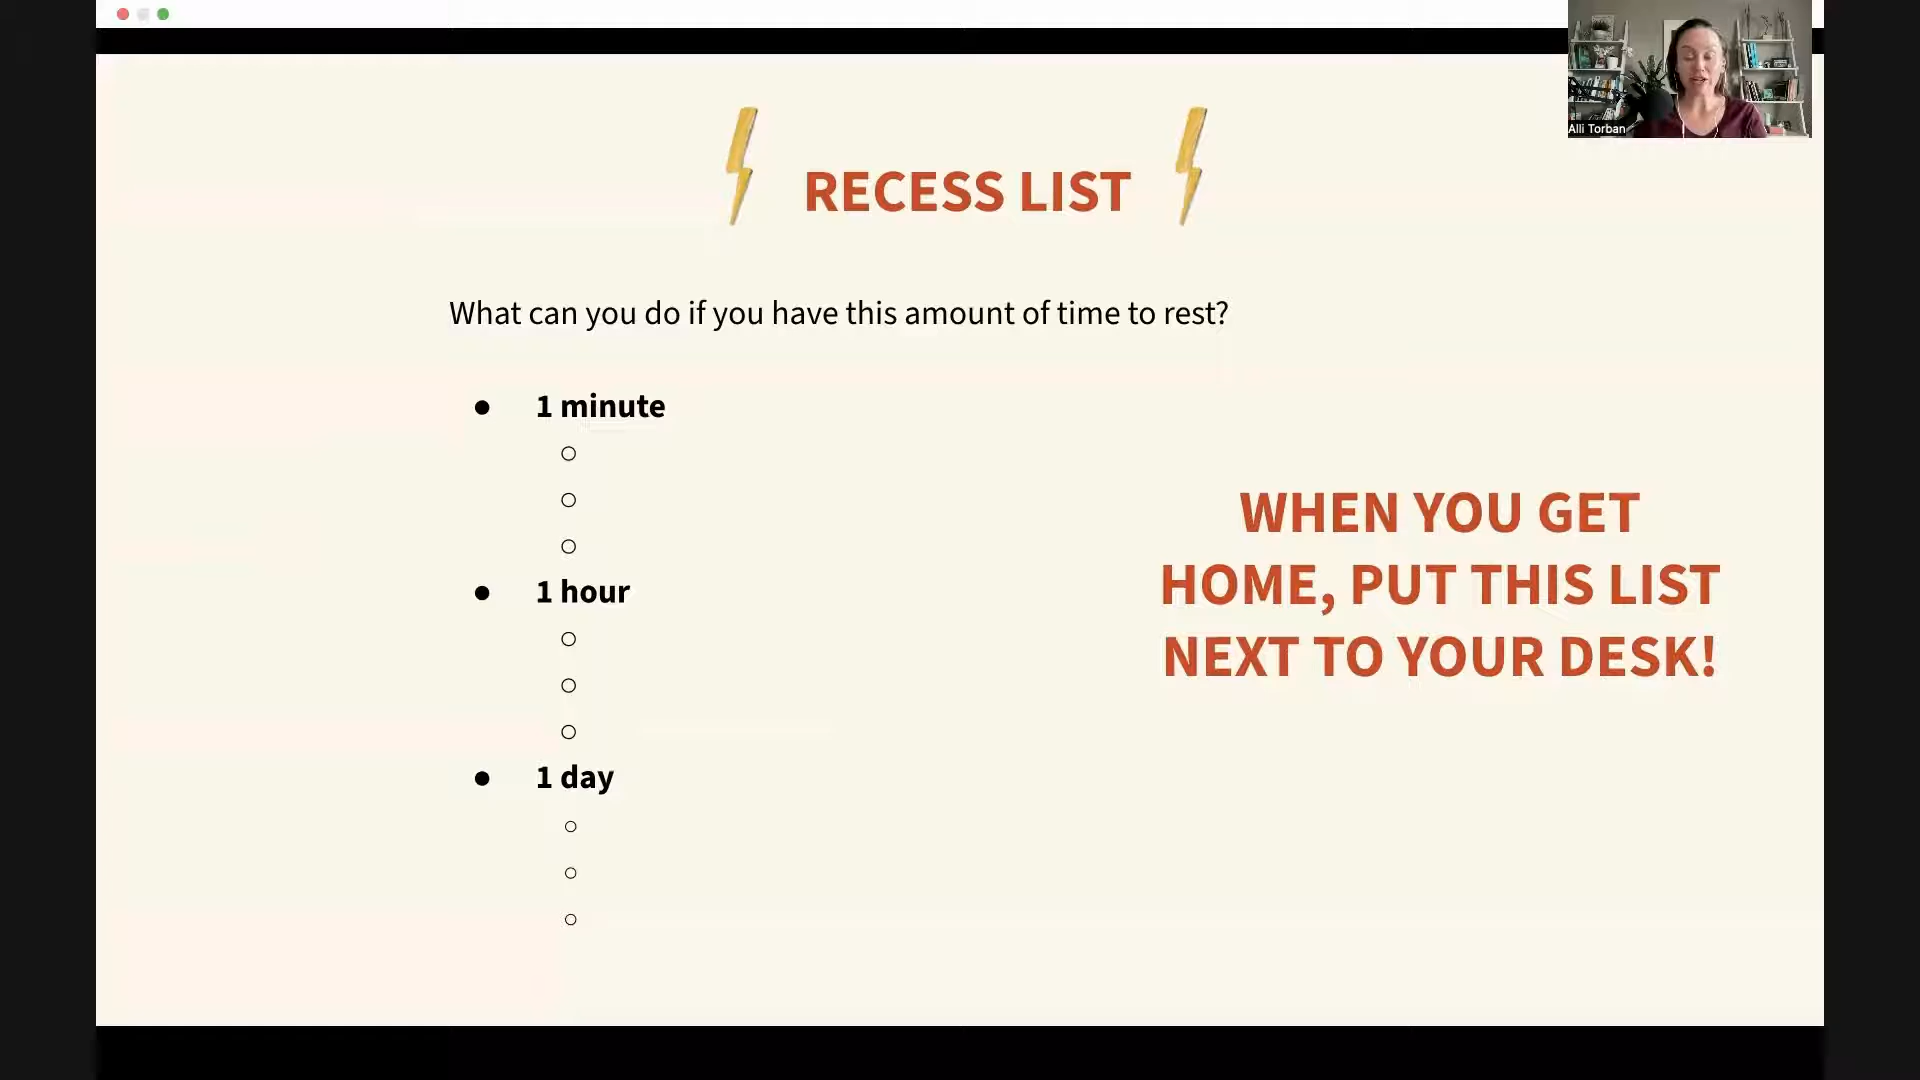 Alli Torban
RECESS LIST
What can you do if you have this amount of time to rest?
● 1 minute
○
○
○
● 1 hour
○
○
○
● 1 day
○
○
○
WHEN YOU GET
HOME, PUT THIS LIST
NEXT TO YOUR DESK!